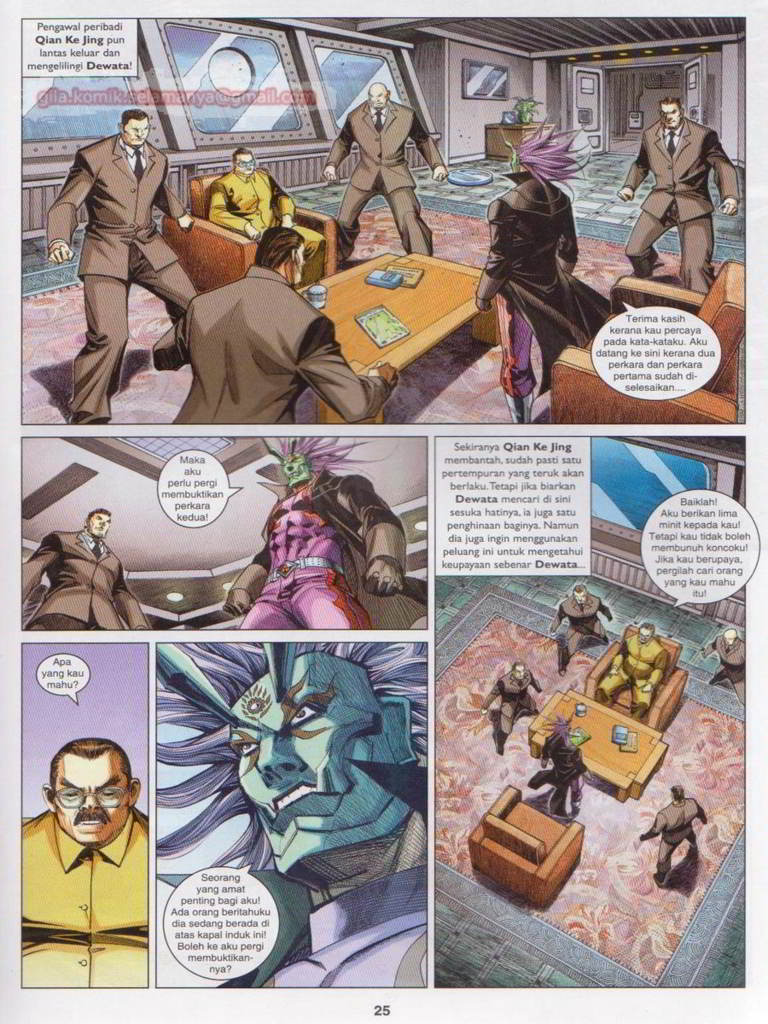 Pengawal peribadi
Qian Ke Jing pun
lantas keluar dan
mengelilingi Dewata!
gila.komik.selamanya@gmail.com
Terima kasih
kerana kau percaya
pada kata-kataku. Aku
datang ke sini kerana dua
perkara dan perkara
pertama sudah di-
selesaikan....
Maka
aku
perlu pergi
membuktikan
perkara
kedua!
Apa
yang kau
mahu?
Seorang
yang amat
penting bagi aku!
Ada orang beritahuku
dia sedang berada di
atas kapal induk ini!
Boleh ke aku pergi
membuktikan-
nya?
Sekiranya Qian Ke Jing
membantah, sudah pasti satu
pertempuran yang teruk akan
berlaku. Tetapi jika biarkan
Dewata mencari di sini
sesuka hatinya, ia juga satu
penghinaan baginya. Namun
dia juga ingin menggunakan
peluang ini untuk mengetahui
keupayaan sebenar Dewata...
Baiklah!
Aku berikan lima
minit kepada kau!
Tetapi kau tidak boleh
membunuh koncoku!
Jika kau berupaya,
pergilah cari orang
yang kau mahu
itu!
25